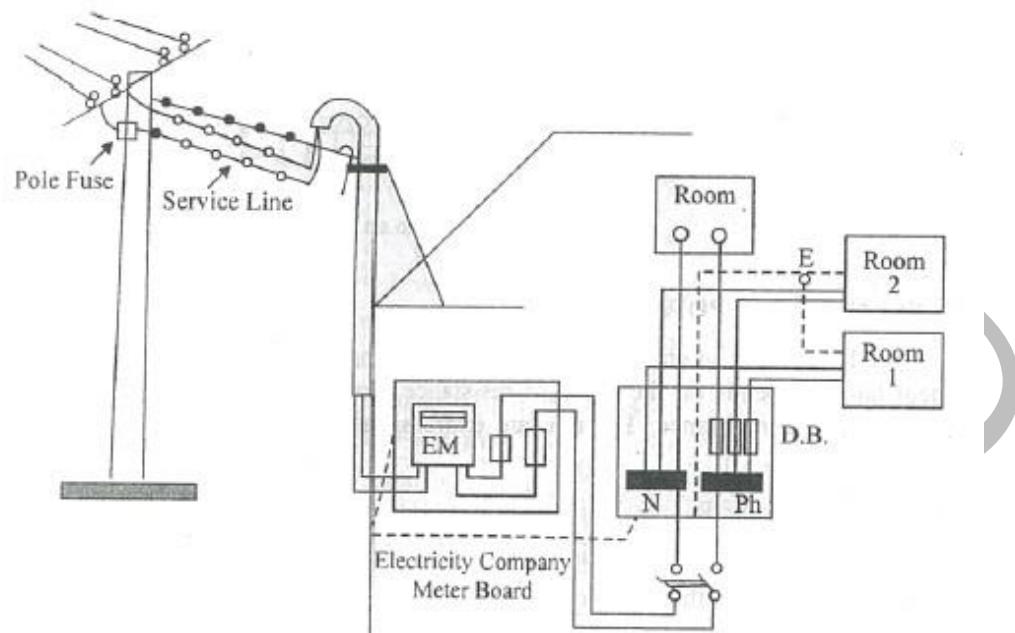 Pole Fuse
Service Line
Room
E
Room
2
Room
1
EM
D.B.
N
Ph
Electricity Company
Meter Board